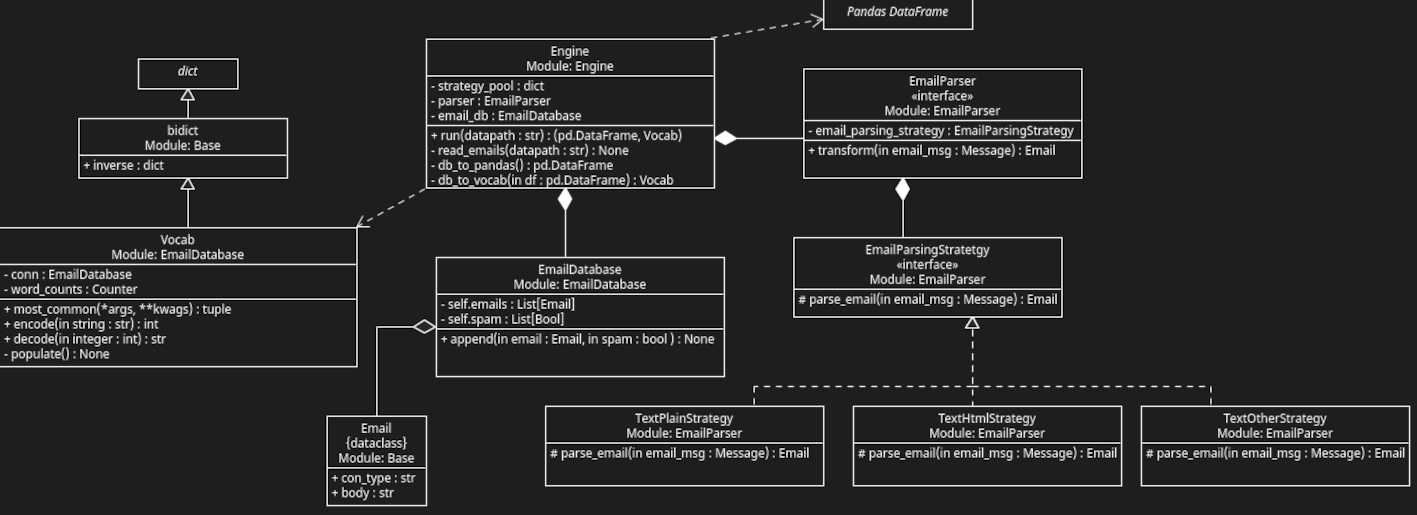 Pandas DataFrame
Engine
Module: Engine
- strategy_pool : dict
- parser : EmailParser
- email_db : EmailDatabase
+ run(datapath : str) : (pd.DataFrame, Vocab)
- read_emails(datapath : str) : None
- db_to_pandas() : pd.DataFrame
- db_to_vocab(in df : pd.DataFrame) : Vocab
dict
bidict
Module: Base
+ inverse : dict
EmailParser
«interface»
Module: EmailParser
- email_parsing_strategy : EmailParsingStrategy
+ transform(in email_msg : Message) : Email
Vocab
Module: EmailDatabase
- conn : EmailDatabase
- word_counts : Counter
+ most_common(*args, **kwags) : tuple
+ encode(in string : str) : int
+ decode(in integer : int) : str
- populate() : None
EmailDatabase
Module: EmailDatabase
- self.emails : List[Email]
- self.spam : List[Bool]
+ append(in email : Email, in spam : bool ) : None
EmailParsingStratetgy
«interface»
Module: EmailParser
# parse_email(in email_msg : Message) : Email
Email
{dataclass}
Module: Base
+ con_type : str
+ body : str
TextPlainStrategy
Module: EmailParser
# parse_email(in email_msg : Message) : Email
TextHtmlStrategy
Module: EmailParser
# parse_email(in email_msg : Message) : Email
TextOtherStrategy
Module: EmailParser
# parse_email(in email_msg : Message) : Email